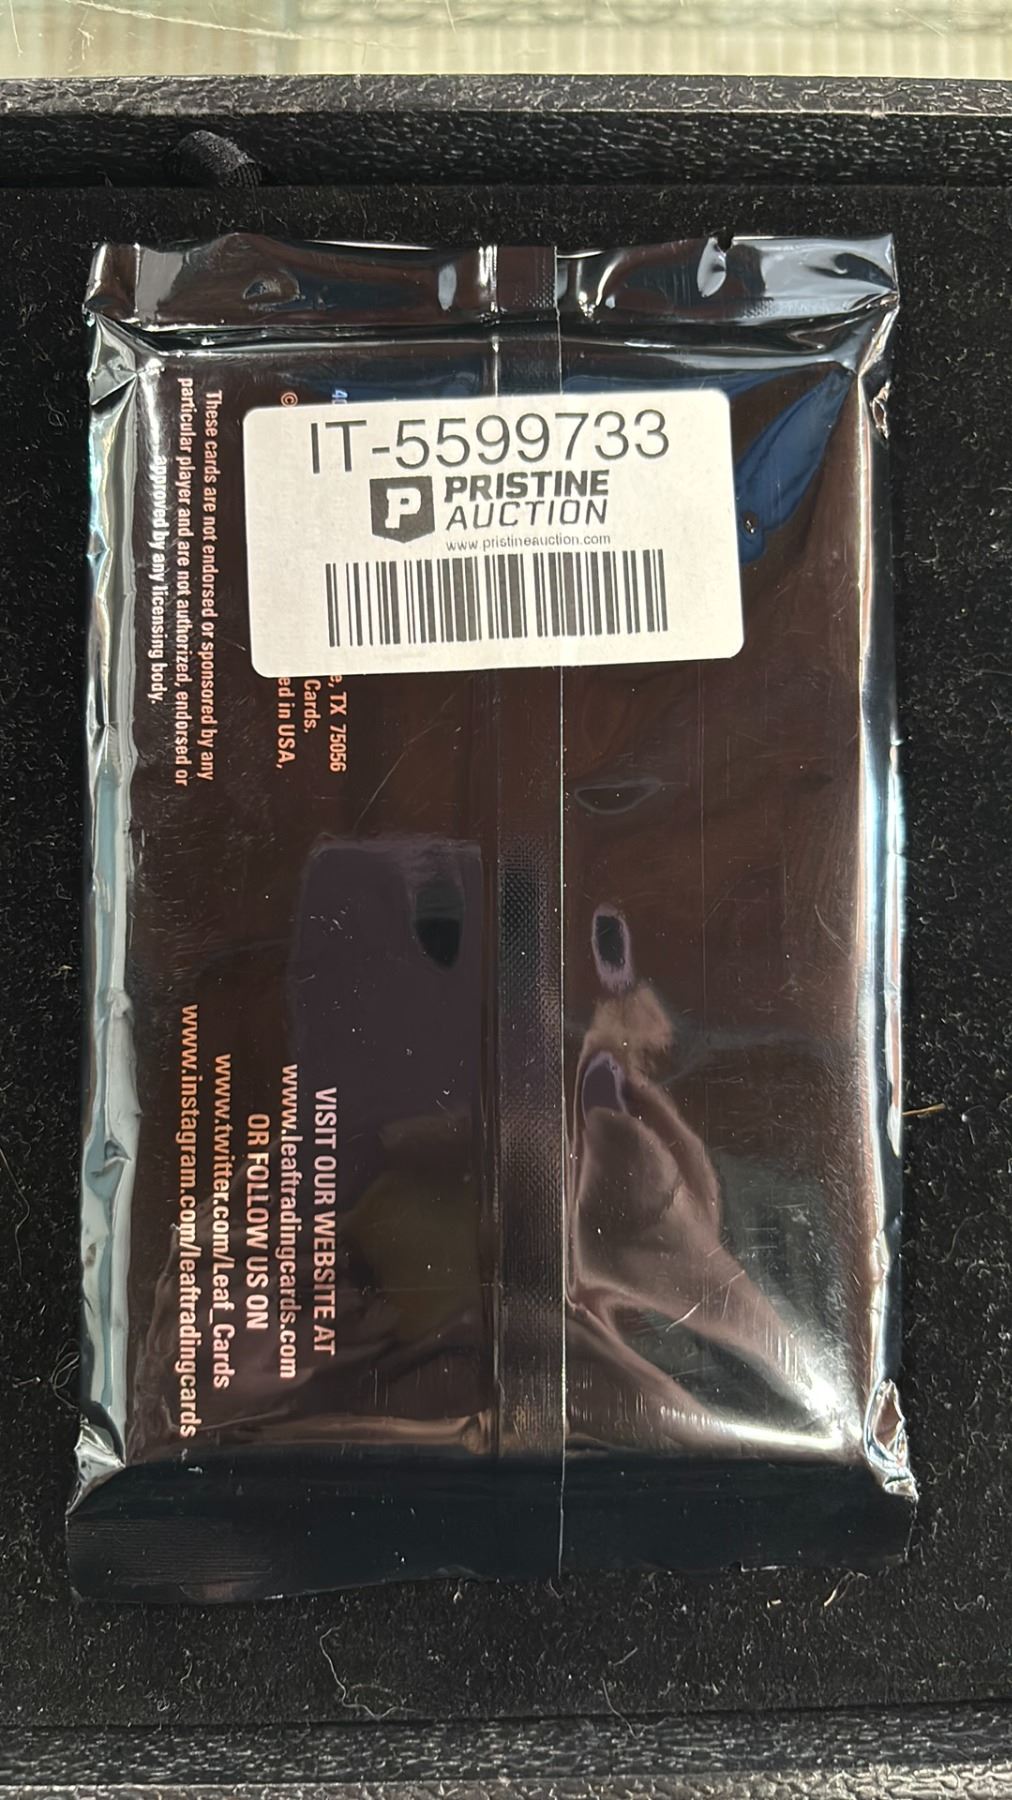 IT-5599733
P
PRISTINE
AUCTION
www.pristineauction.com
e, TX 75056
Cards.
ed in USA,
These cards are not endorsed or sponsored by any
particular player and are not authorized, endorsed or
approved by any licensing body.
VISIT OUR WEBSITE AT
www.leaftradingcards.com
OR FOLLOW US ON
www.twitter.com/Leaf_Cards
www.instagram.com/leaftradingcards